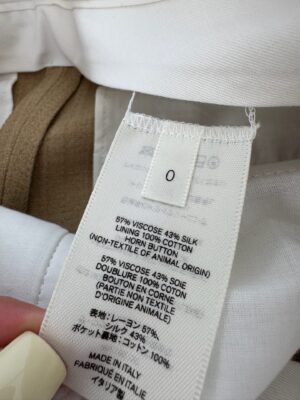 0
57% VISCOSE 43% SILK
LINING 100% COTTON
HORN BUTTON
(NON-TEXTILE OF ANIMAL ORIGIN)
57% VISCOSE 43% SOIE
DOUBLURE 100% COTON
BOUTON EN CORNE
(PARTIE NON TEXTILE
D'ORIGINE ANIMALE)
表地：レーヨン 57%,
シルク 43%
ポケット裏地：コットン 100%
MADE IN ITALY
FABRIQUÉ EN ITALIE
イタリア製